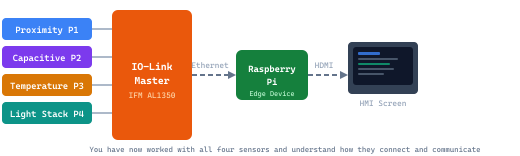 Proximity P1
Capacitive P2
Temperature P3
Light Stack P4
IO-Link
Master
IFM AL1350
Ethernet
Raspberry
Pi
Edge Device
HDMI
HMI Screen
You have now worked with all four sensors and understand how they connect and communicate